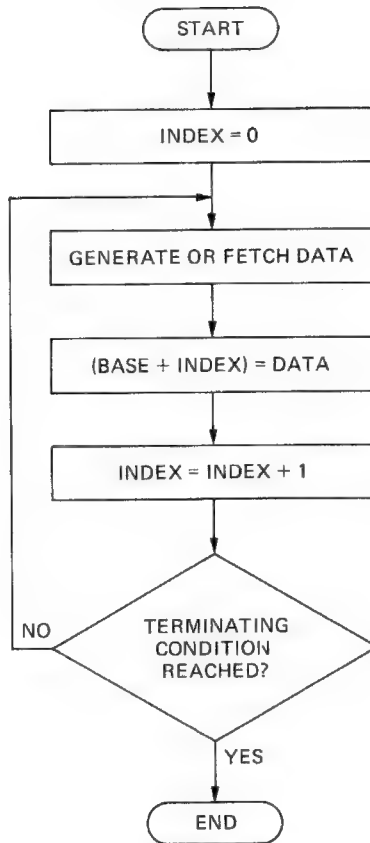 START
INDEX = 0
GENERATE OR FETCH DATA
(BASE + INDEX) = DATA
INDEX = INDEX + 1
TERMINATING
CONDITION
REACHED?
NO
YES
END